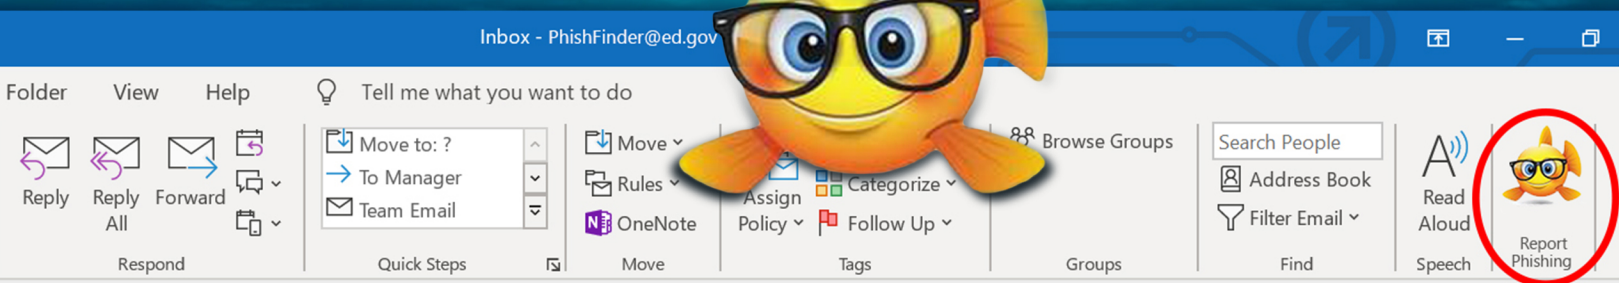 Inbox - PhishFinder@ed.gov
Folder View Help Tell me what you want to do
Reply
Reply
All
Forward
Respond
Move to: ?
To Manager
Team Email
Quick Steps
Move
Rules
OneNote
Move
Assign
Policy
Categorize
Follow Up
Tags
Browse Groups
Groups
Search People
Address Book
Filter Email
Find
Read
Aloud
Speech
Report
Phishing